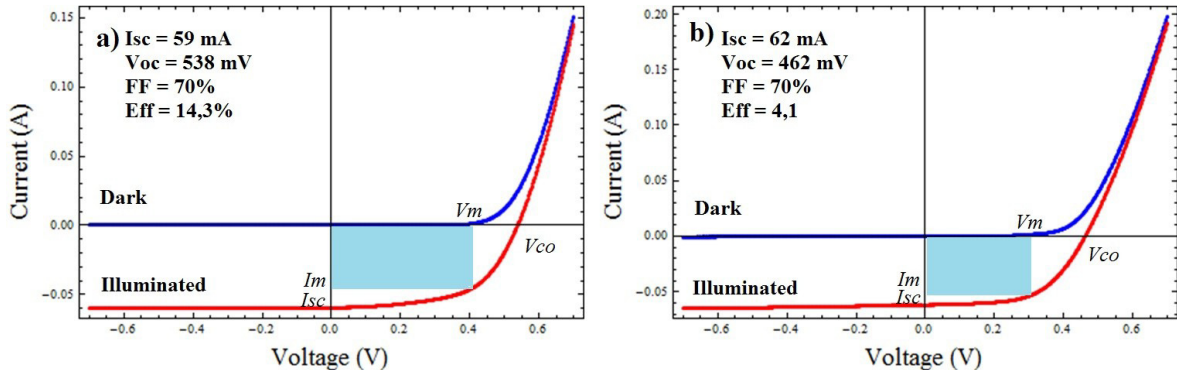 a) Isc = 59 mA
Voc = 538 mV
FF = 70%
Eff = 14,3%
Current (A)
0.15
0.10
0.05
0.00
−0.05
Dark
Vm
Vco
Illuminated
Im
Isc
−0.6 −0.4 −0.2 0.0 0.2 0.4 0.6
Voltage (V)
b) Isc = 62 mA
Voc = 462 mV
FF = 70%
Eff = 4,1
Current (A)
0.20
0.15
0.10
0.05
0.00
−0.05
Dark
Vm
Vco
Illuminated
Im
Isc
−0.6 −0.4 −0.2 0.0 0.2 0.4 0.6
Voltage (V)